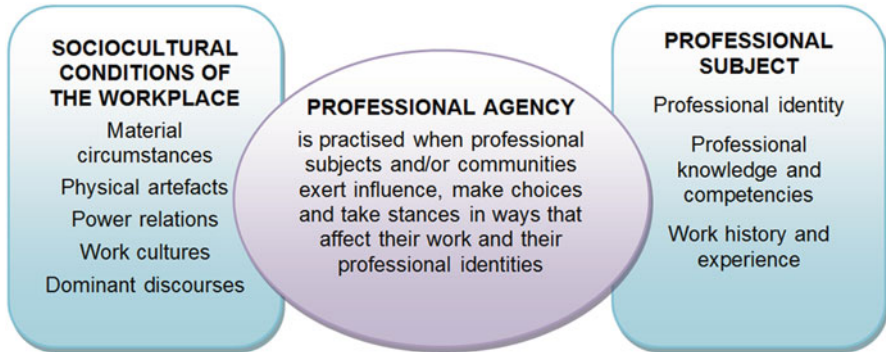 SOCIOCULTURAL
CONDITIONS OF
THE WORKPLACE
Material
circumstances
Physical artefacts
Power relations
Work cultures
Dominant discourses
PROFESSIONAL AGENCY
is practised when professional
subjects and/or communities
exert influence, make choices
and take stances in ways that
affect their work and their
professional identities
PROFESSIONAL
SUBJECT
Professional identity
Professional
knowledge and
competencies
Work history and
experience